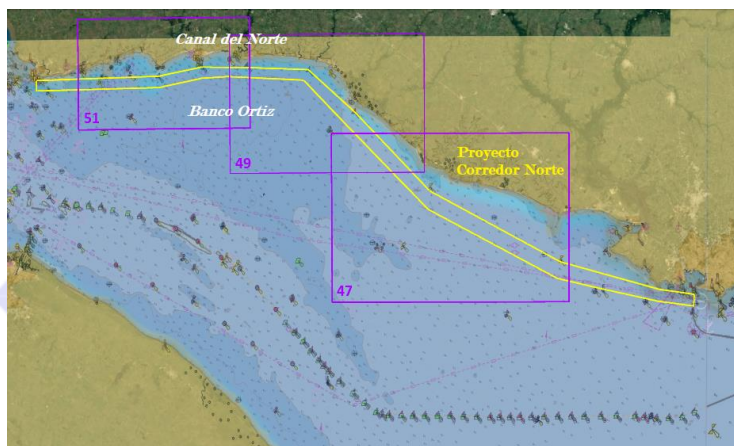 Canal del Norte
Banco Ortiz
51
49
Proyecto
Corredor Norte
47